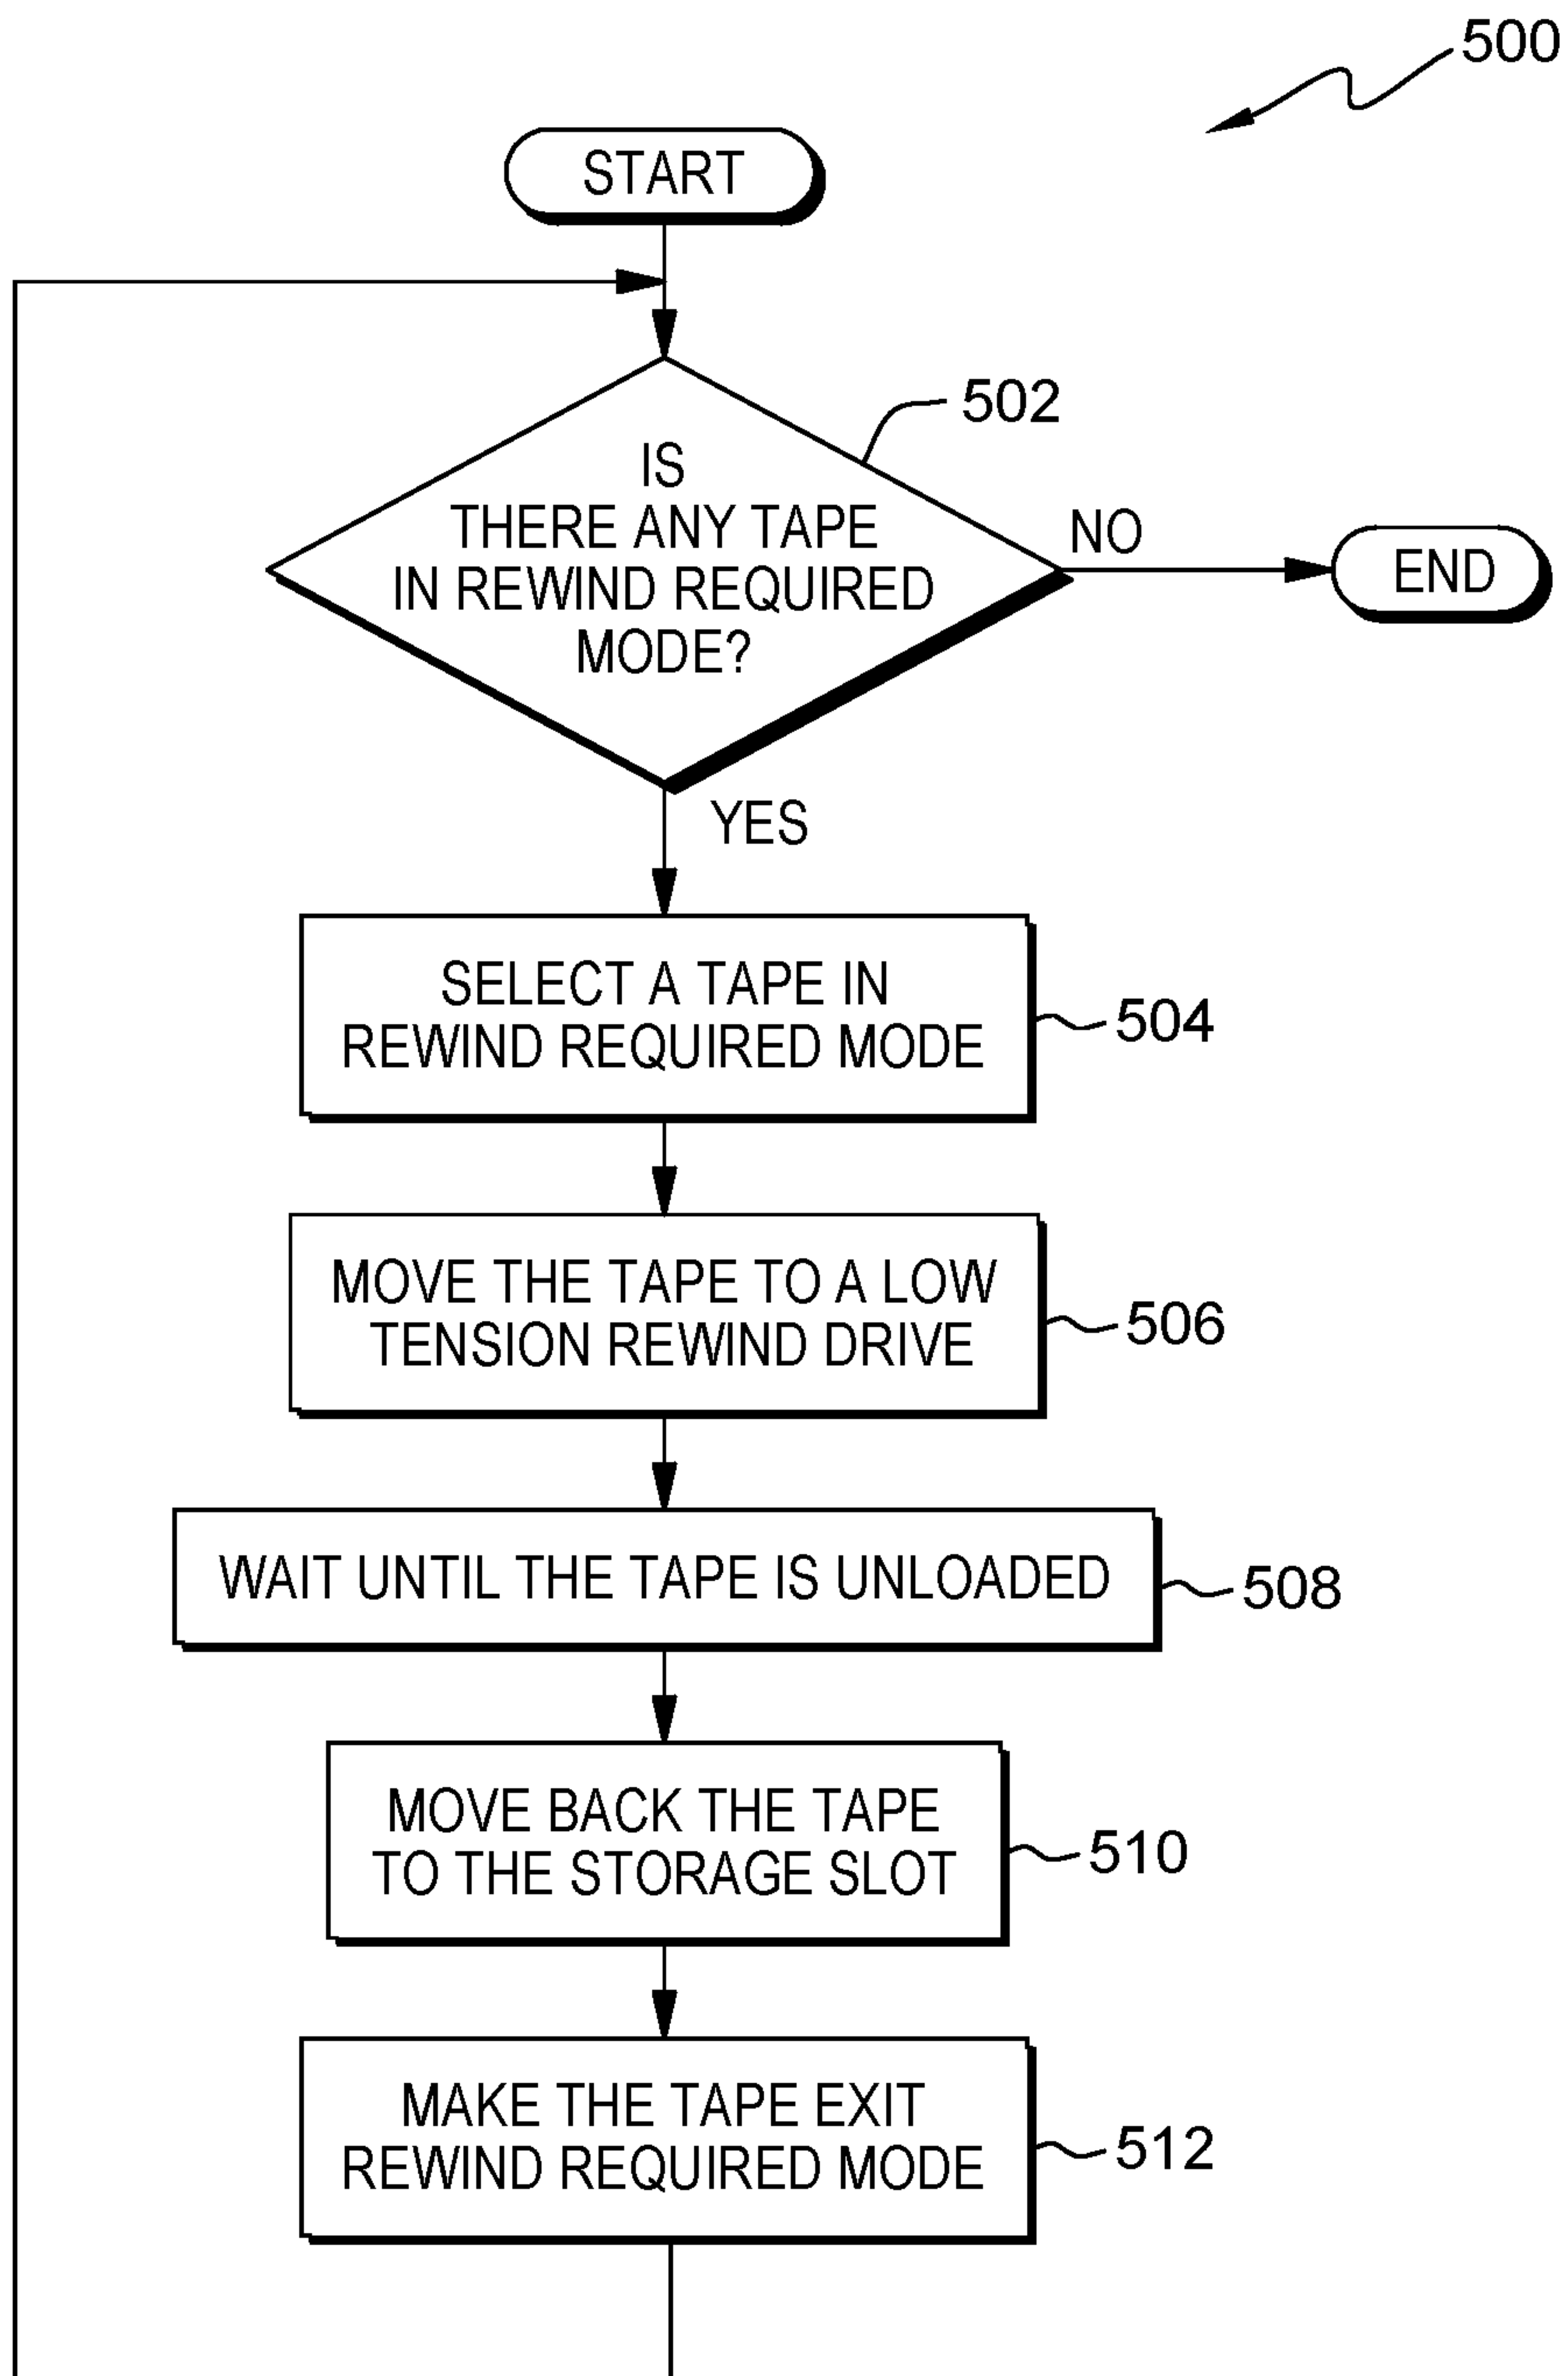 500
START
502
IS
THERE ANY TAPE
IN REWIND REQUIRED
MODE?
NO
END
YES
SELECT A TAPE IN
REWIND REQUIRED MODE
504
MOVE THE TAPE TO A LOW
TENSION REWIND DRIVE
506
WAIT UNTIL THE TAPE IS UNLOADED
508
MOVE BACK THE TAPE
TO THE STORAGE SLOT
510
MAKE THE TAPE EXIT
REWIND REQUIRED MODE
512